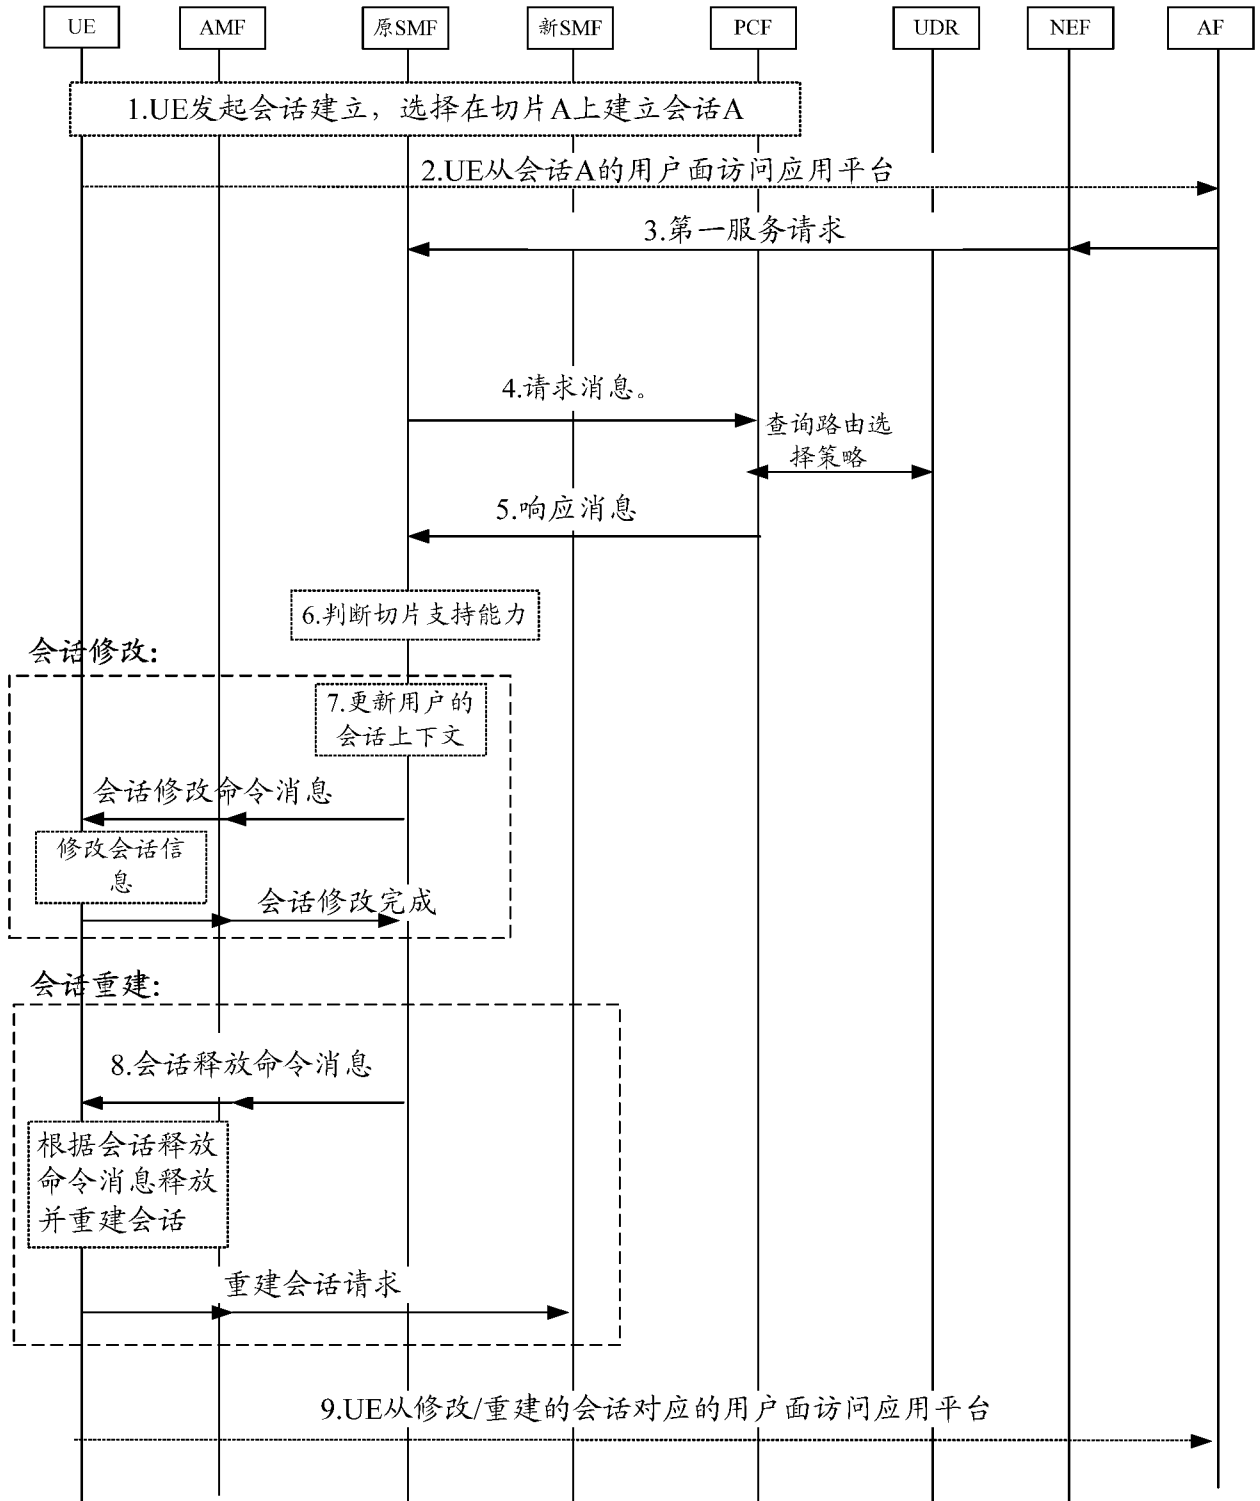 UE
AMF
原SMF
新SMF
PCF
UDR
NEF
AF
1.UE发起会话建立，选择在切片A上建立会话A
2.UE从会话A的用户面访问应用平台
3.第一服务请求
4.请求消息。
查询路由选
择策略
5.响应消息
6.判断切片支持能力
会话修改：
7.更新用户的
会话上下文
会话修改命令消息
修改会话信
息
会话修改完成
会话重建：
8.会话释放命令消息
根据会话释放
命令消息释放
并重建会话
重建会话请求
9.UE从修改/重建的会话对应的用户面访问应用平台